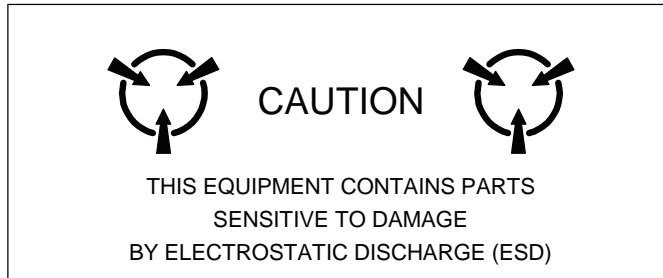 CAUTION
THIS EQUIPMENT CONTAINS PARTS
SENSITIVE TO DAMAGE
BY ELECTROSTATIC DISCHARGE (ESD)